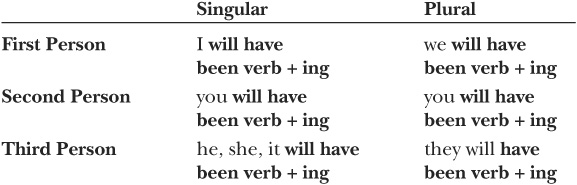 Singular Plural
First Person I will have we will have
been verb + ing been verb + ing
Second Person you will have you will have
been verb + ing been verb + ing
Third Person he, she, it will have they will have
been verb + ing been verb + ing